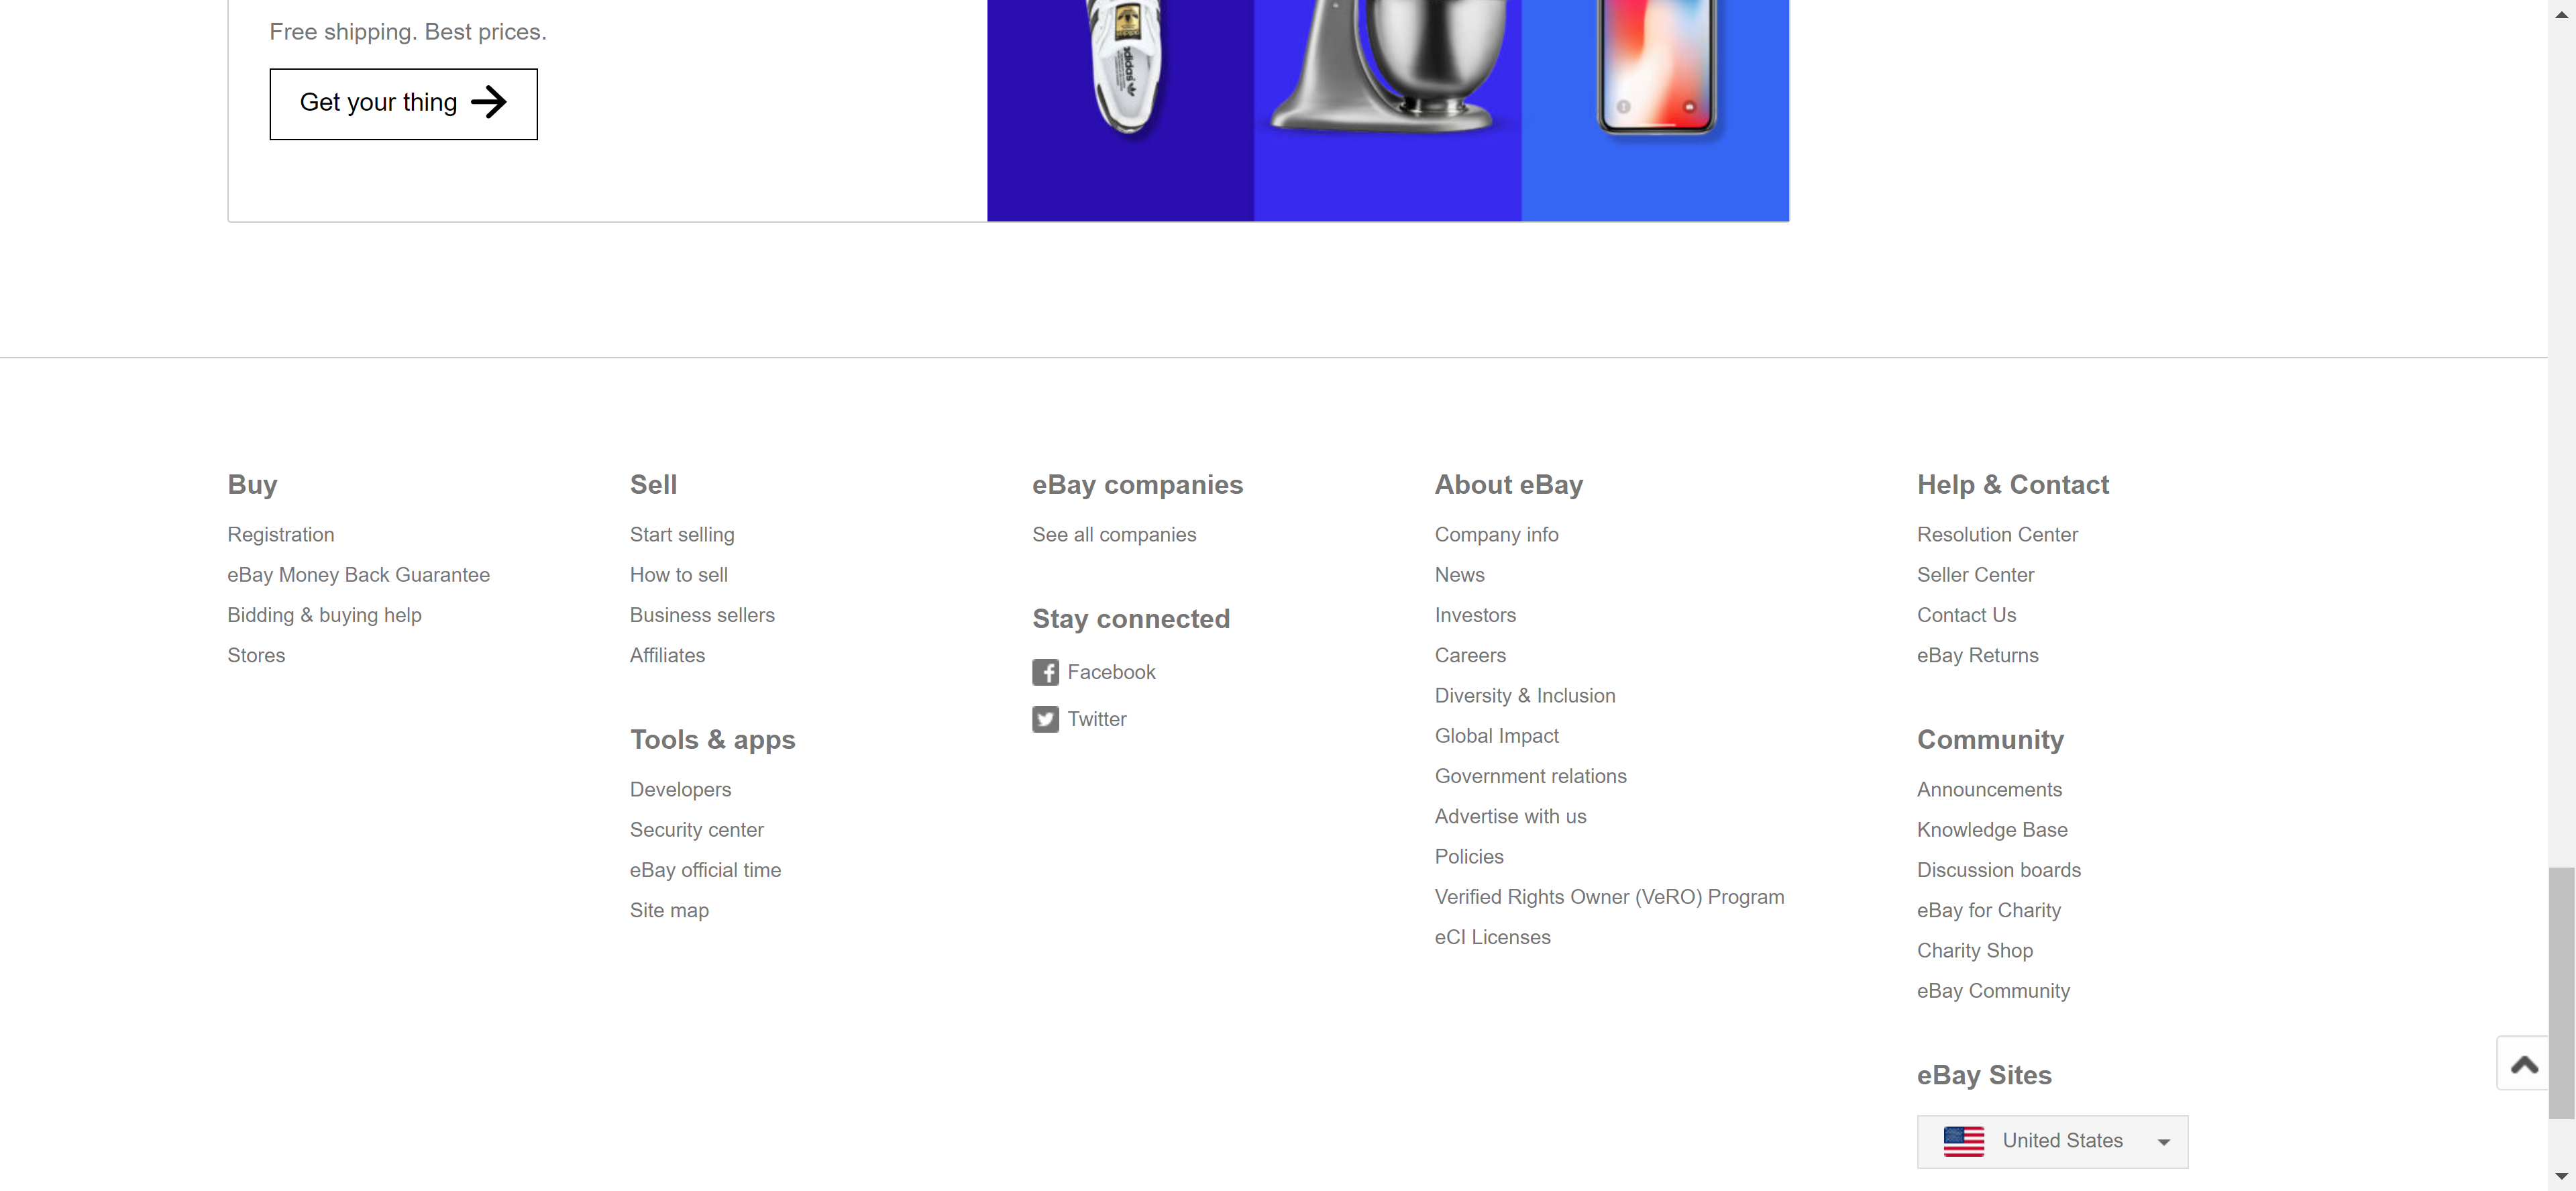 Free shipping. Best prices.
Get your thing
adidas
Buy
Registration
eBay Money Back Guarantee
Bidding & buying help
Stores
Sell
Start selling
How to sell
Business sellers
Affiliates
Tools & apps
Developers
Security center
eBay official time
Site map
eBay companies
See all companies
Stay connected
Facebook
Twitter
About eBay
Company info
News
Investors
Careers
Diversity & Inclusion
Global Impact
Government relations
Advertise with us
Policies
Verified Rights Owner (VeRO) Program
eCI Licenses
Help & Contact
Resolution Center
Seller Center
Contact Us
eBay Returns
Community
Announcements
Knowledge Base
Discussion boards
eBay for Charity
Charity Shop
eBay Community
eBay Sites
United States